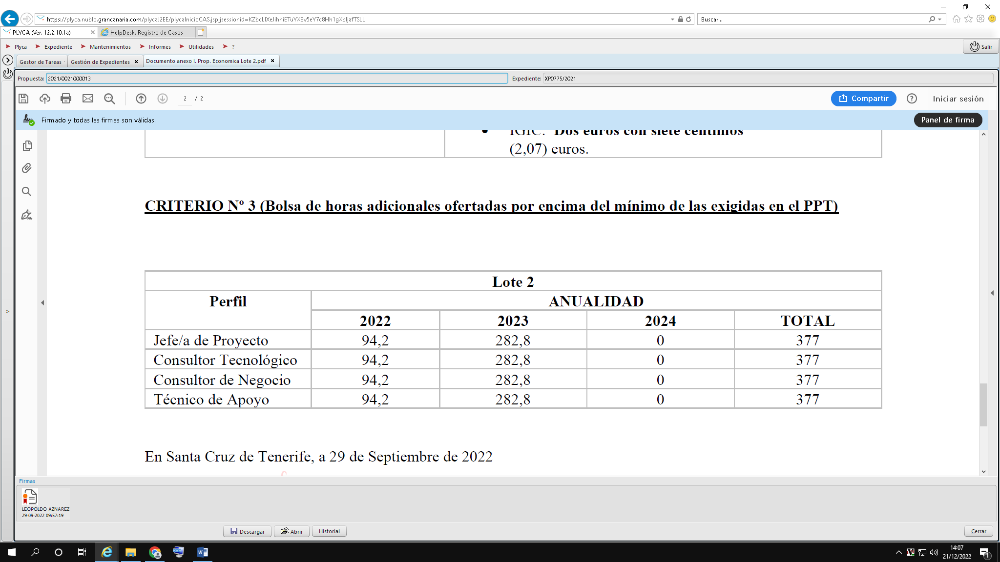 https://plyca.nublo.grancanaria.com/plycaJ2EE/plycaInicioCAS.jsp;jsessionid=KZbcLIXeJihhiETuYXBv5eY7c8Hh1gXbIjafTSLL
Buscar...
PLYCA (Ver. 12.2.10.1a)
HelpDesk. Registro de Casos
Plyca Expediente Mantenimientos Informes Utilidades ?
Salir
Gestor de Tareas
Gestión de Expedientes
Documento anexo I. Prop. Economica Lote 2.pdf
Propuesta: 2021/0021000013 Expediente: XP0775/2021
2 / 2
Compartir
Iniciar sesión
Firmado y todas las firmas son válidas.
Panel de firma
• IGIC: Dos euros con siete céntimos
(2,07) euros.
CRITERIO Nº 3 (Bolsa de horas adicionales ofertadas por encima del mínimo de las exigidas en el PPT)
Lote 2
Perfil ANUALIDAD
2022 2023 2024 TOTAL
Jefe/a de Proyecto 94,2 282,8 0 377
Consultor Tecnológico 94,2 282,8 0 377
Consultor de Negocio 94,2 282,8 0 377
Técnico de Apoyo 94,2 282,8 0 377
En Santa Cruz de Tenerife, a 29 de Septiembre de 2022
Firmas
LEOPOLDO AZNAREZ
29-09-2022 09:57:19
Descargar Abrir Historial Cerrar
14:07
21/12/2022
1